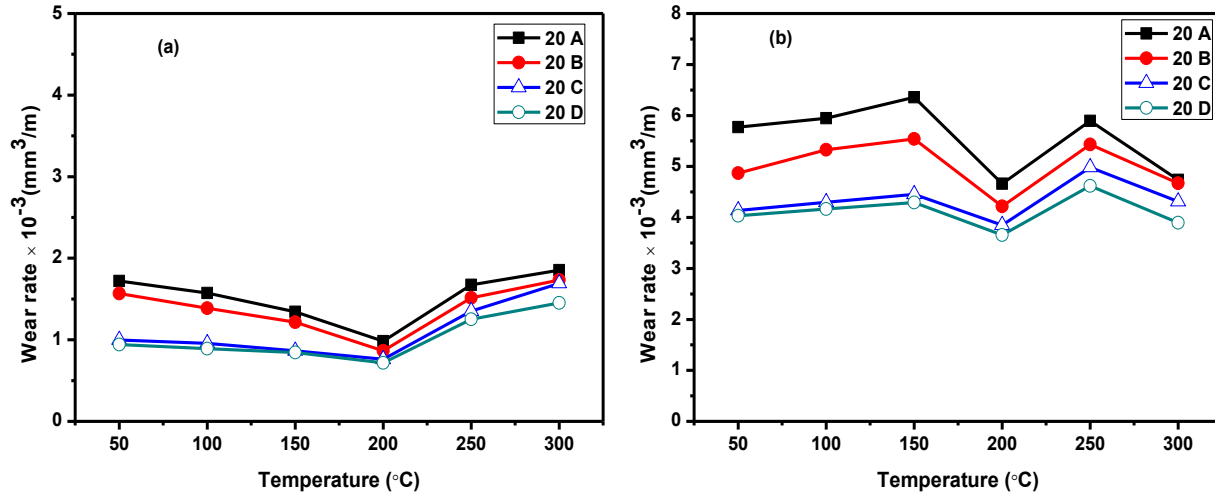 (a)
20 A
20 B
20 C
20 D
5
4
3
2
1
0
50 100 150 200 250 300
Temperature (°C)
Wear rate × 10⁻³(mm³/m)
(b)
20 A
20 B
20 C
20 D
8
7
6
5
4
3
2
1
0
50 100 150 200 250 300
Temperature (°C)
Wear rate × 10⁻³(mm³/m)